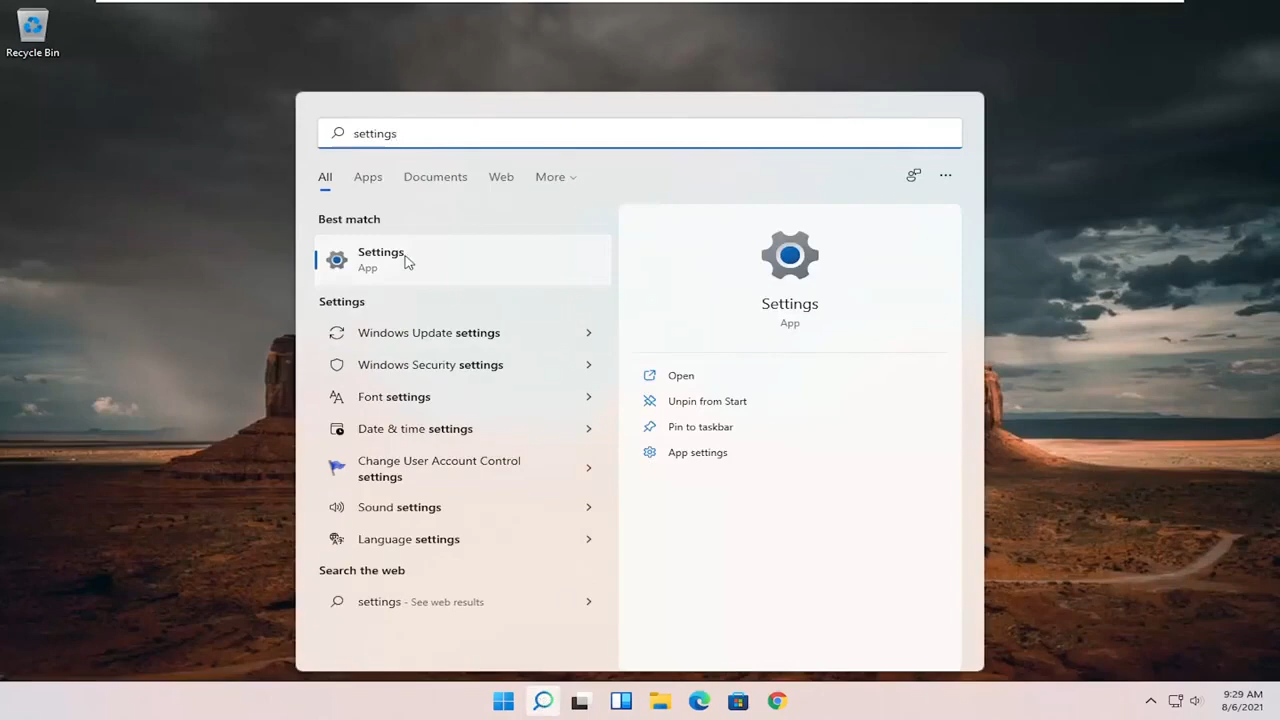 Recycle Bin
settings
All Apps Documents Web More
Best match
Settings
App
Settings
Windows Update settings
Windows Security settings
Font settings
Date & time settings
Change User Account Control
settings
Sound settings
Language settings
Search the web
settings - See web results
Settings
App
Open
Unpin from Start
Pin to taskbar
App settings
9:29 AM
8/6/2021